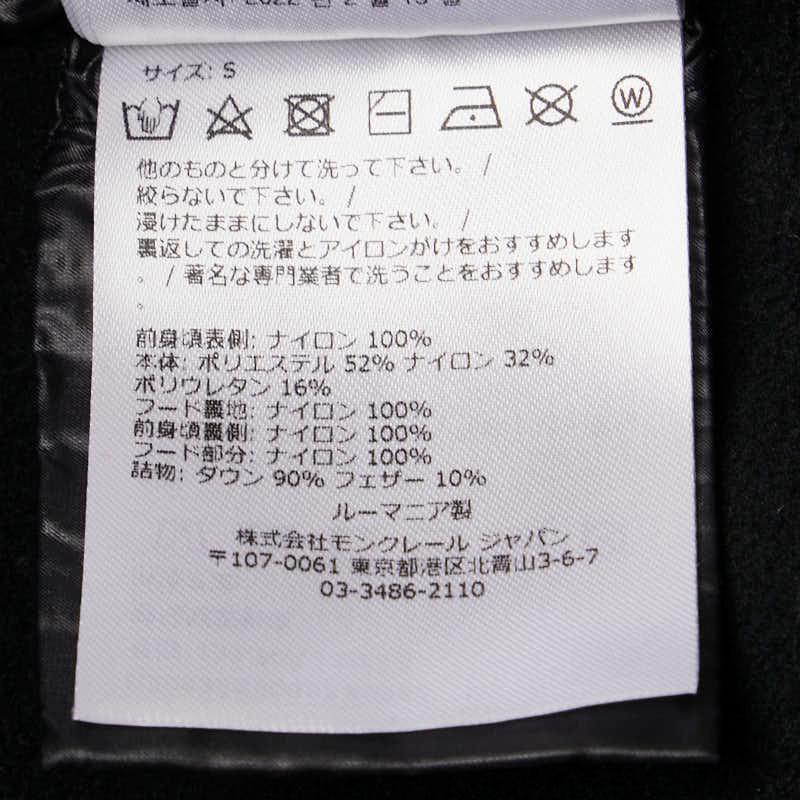 2022 년 2 월 15 일
サイズ: S
W
他のものと分けて洗って下さい。 /
絞らないで下さい。 /
浸けたままにしないで下さい。 /
裏返しての洗濯とアイロンがけをおすすめします
。 / 著名な専門業者で洗うことをおすすめします
。
前身頃表側: ナイロン 100%
本体: ポリエステル 52% ナイロン 32%
ポリウレタン 16%
フード裏地: ナイロン 100%
前身頃裏側: ナイロン 100%
フード部分: ナイロン 100%
詰物: ダウン 90% フェザー 10%
ルーマニア製
株式会社モンクレール ジャパン
〒107-0061 東京都港区北青山3-6-7
03-3486-2110